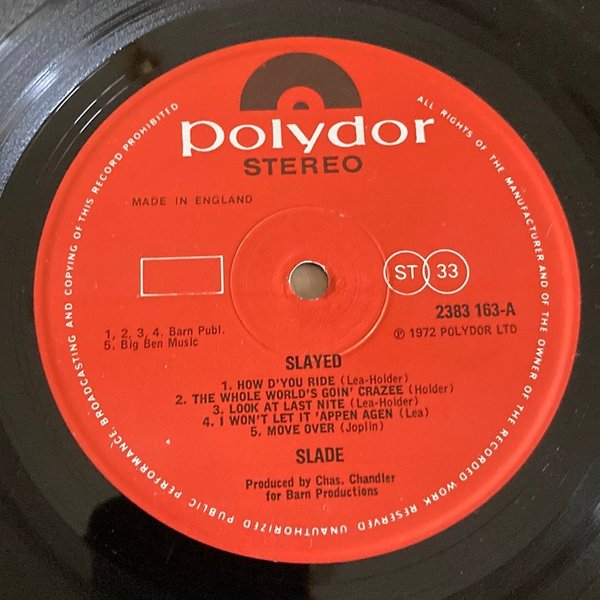 polydor
STEREO
MADE IN ENGLAND
ST 33
2383 163-A
℗ 1972 POLYDOR LTD
1, 2, 3, 4. Barn Publ.
5. Big Ben Music
SLAYED
1. HOW D'YOU RIDE (Lea-Holder)
2. THE WHOLE WORLD'S GOIN' CRAZEE (Holder)
3. LOOK AT LAST NITE (Lea-Holder)
4. I WON'T LET IT 'APPEN AGEN (Lea)
5. MOVE OVER (Joplin)
SLADE
Produced by Chas. Chandler
for Barn Productions
ALL RIGHTS OF THE MANUFACTURER AND OF THE OWNER OF THE RECORDED WORK RESERVED UNAUTHORIZED PUBLIC PERFORMANCE, BROADCASTING AND COPYING OF THIS RECORD PROHIBITED